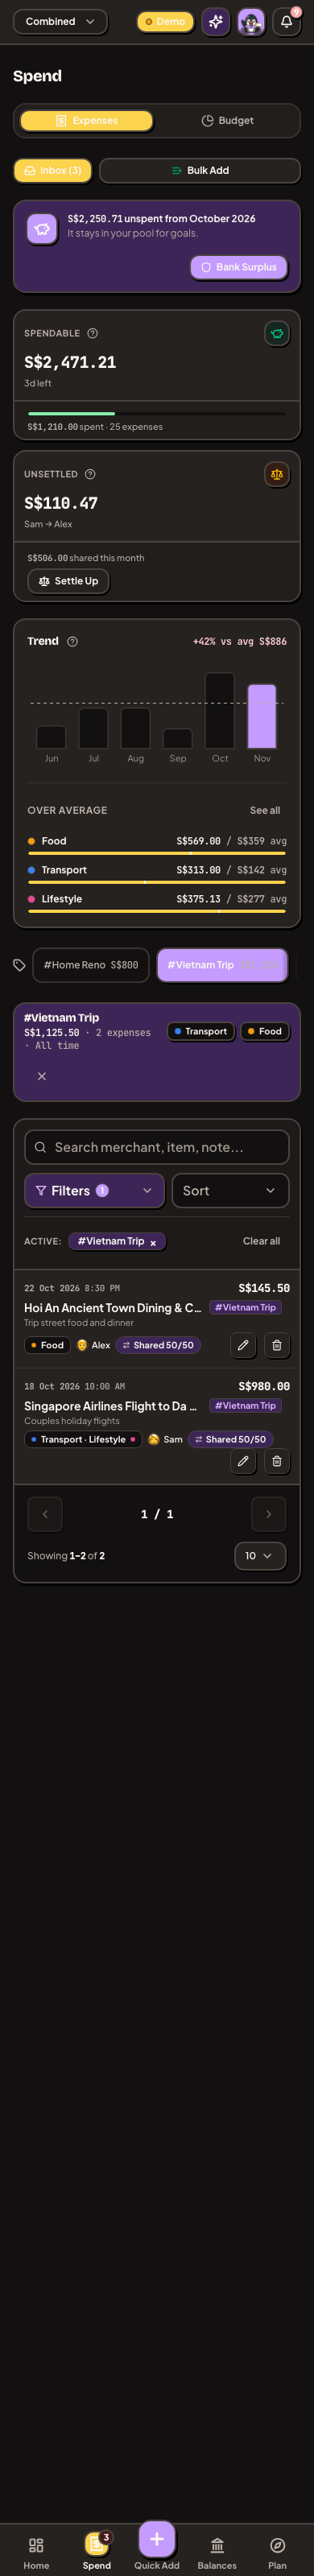 Combined
Demo
9
Spend
Expenses
Budget
Inbox (3)
Bulk Add
S$2,250.71 unspent from October 2026
It stays in your pool for goals.
Bank Surplus
SPENDABLE
S$2,471.21
3d left
S$1,210.00 spent · 25 expenses
UNSETTLED
S$110.47
Sam → Alex
S$506.00 shared this month
Settle Up
Trend
+42% vs avg S$886
Jun Jul Aug Sep Oct Nov
OVER AVERAGE
See all
Food S$569.00 / S$359 avg
Transport S$313.00 / S$142 avg
Lifestyle S$375.13 / S$277 avg
#Home Reno S$800
#Vietnam Trip
#Vietnam Trip
S$1,125.50 · 2 expenses
· All time
Transport
Food
Search merchant, item, note...
Filters 1
Sort
ACTIVE: #Vietnam Trip ×
Clear all
22 Oct 2026 8:30 PM
S$145.50
Hoi An Ancient Town Dining & C...
#Vietnam Trip
Trip street food and dinner
Food
Alex
Shared 50/50
18 Oct 2026 10:00 AM
S$980.00
Singapore Airlines Flight to Da ...
#Vietnam Trip
Couples holiday flights
Transport · Lifestyle
Sam
Shared 50/50
1 / 1
Showing 1–2 of 2
10
3
Home
Spend
Quick Add
Balances
Plan